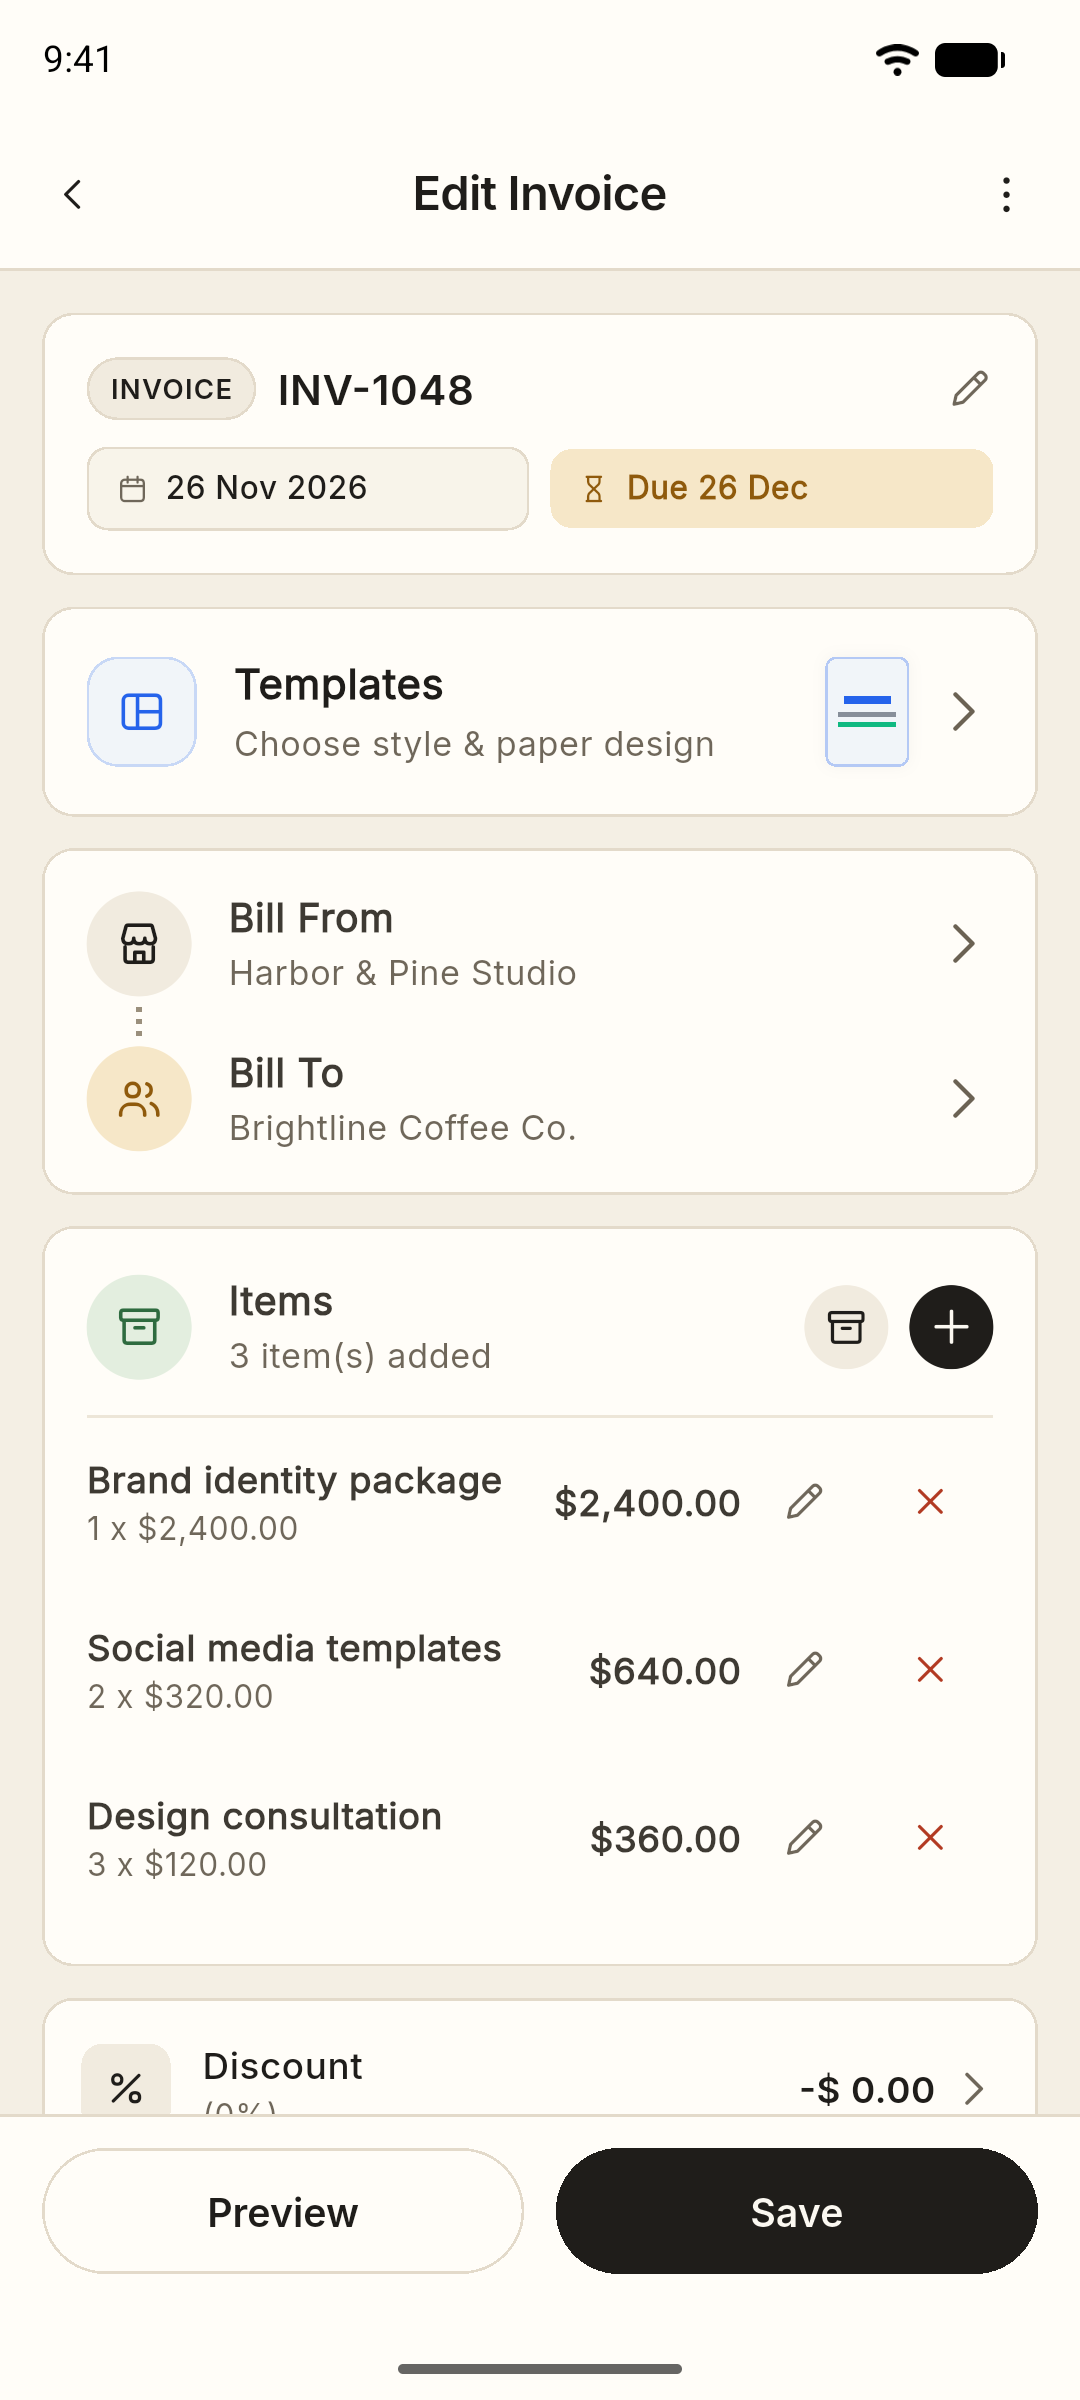 9:41
Edit Invoice
INVOICE INV-1048
26 Nov 2026 Due 26 Dec
Templates
Choose style & paper design
Bill From
Harbor & Pine Studio
Bill To
Brightline Coffee Co.
Items
3 item(s) added
Brand identity package $2,400.00
1 x $2,400.00
Social media templates $640.00
2 x $320.00
Design consultation $360.00
3 x $120.00
Discount -$ 0.00
(0%)
Preview Save